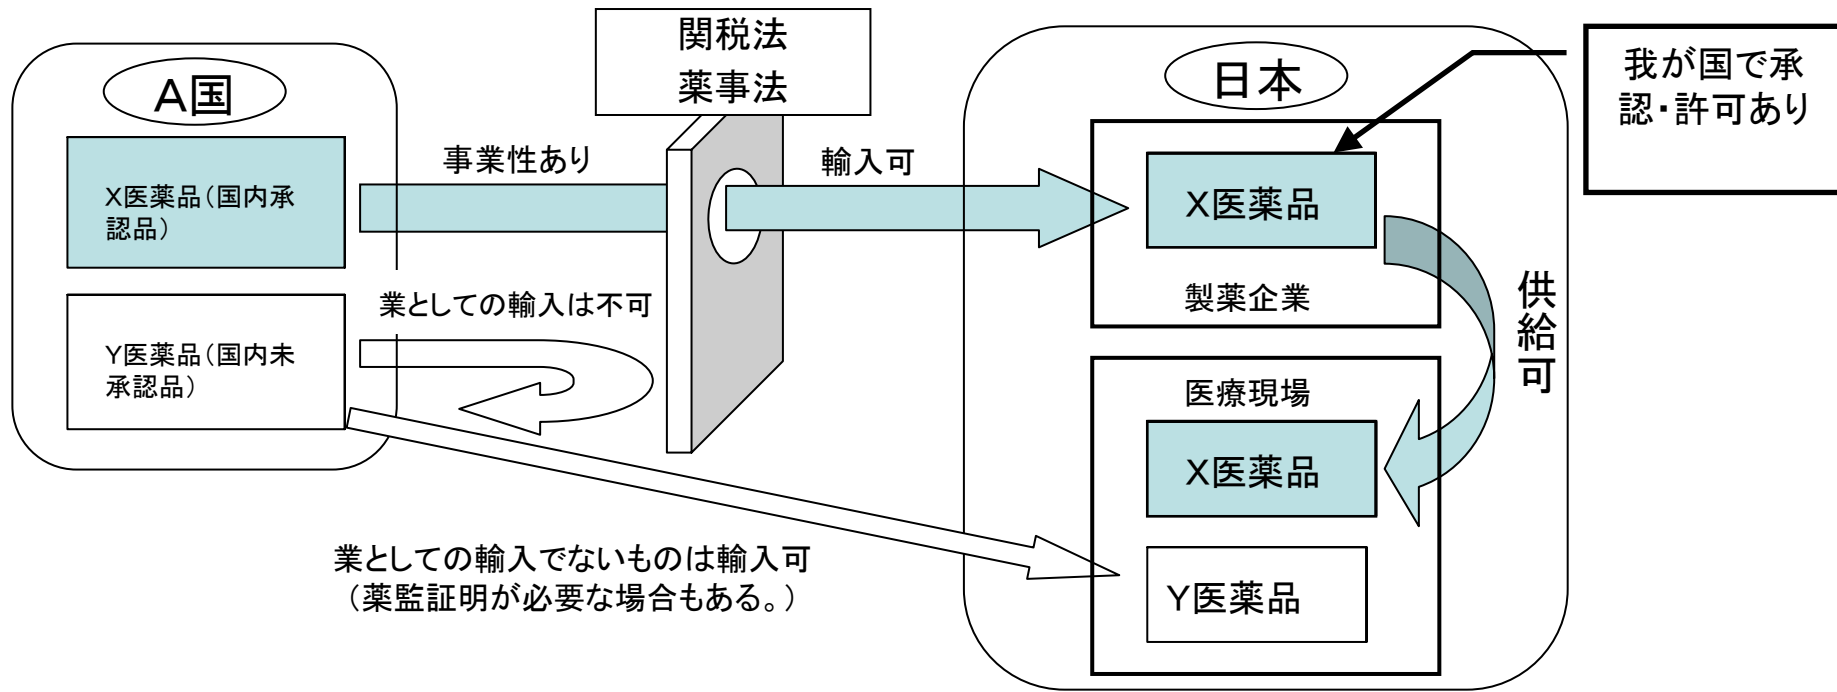 関税法
薬事法
A国
日本
我が国で承
認・許可あり
X医薬品（国内承
認品）
事業性あり
輸入可
X医薬品
製薬企業
供給可
業としての輸入は不可
Y医薬品（国内未
承認品）
医療現場
X医薬品
Y医薬品
業としての輸入でないものは輸入可
（薬監証明が必要な場合もある。）